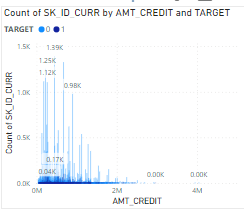 Count of SK_ID_CURR by AMT_CREDIT and TARGET
TARGET 0 1
Count of SK_ID_CURR
1.5K
1.39K
1.25K
1.12K
1.0K
0.98K
0.5K
0.17K
0.04K
0.00K 0.00K
0.0K
0M 2M 4M
AMT_CREDIT